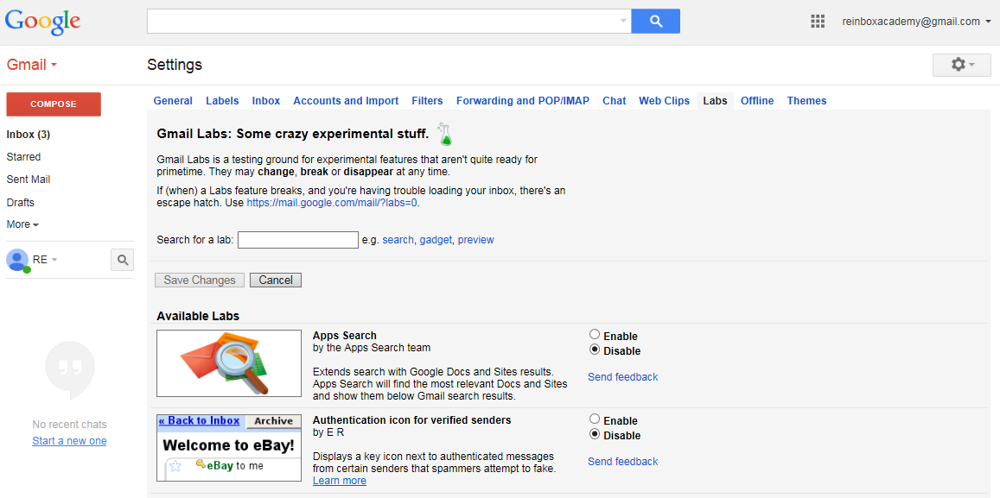 Google
reinboxacademy@gmail.com
Gmail
Settings
COMPOSE
Inbox (3)
Starred
Sent Mail
Drafts
More
RE
No recent chats
Start a new one
General Labels Inbox Accounts and Import Filters Forwarding and POP/IMAP Chat Web Clips Labs Offline Themes
Gmail Labs: Some crazy experimental stuff.
Gmail Labs is a testing ground for experimental features that aren't quite ready for
primetime. They may change, break or disappear at any time.
If (when) a Labs feature breaks, and you're having trouble loading your inbox, there's an
escape hatch. Use https://mail.google.com/mail/?labs=0.
Search for a lab: e.g. search, gadget, preview
Save Changes Cancel
Available Labs
Apps Search
by the Apps Search team
Extends search with Google Docs and Sites results.
Apps Search will find the most relevant Docs and Sites
and show them below Gmail search results.
Enable
Disable
Send feedback
« Back to Inbox Archive
Welcome to eBay!
eBay to me
Authentication icon for verified senders
by E R
Displays a key icon next to authenticated messages
from certain senders that spammers attempt to fake.
Learn more
Enable
Disable
Send feedback